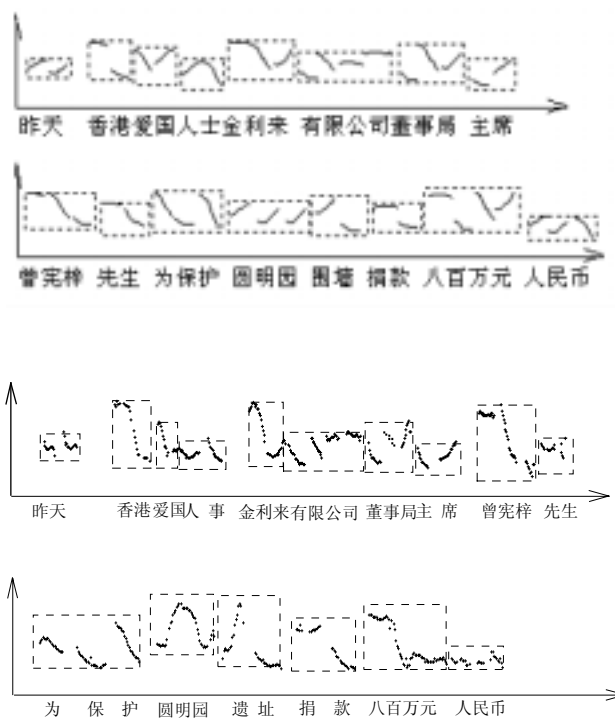 昨天 香港爱国人士金利来 有限公司董事局 主席
曾宪梓 先生 为保护 圆明园 围墙 捐款 八百万元 人民币
昨天 香港爱国人 事 金利来有限公司 董事局主 席 曾宪梓 先生
为 保 护 圆明园 遗 址 捐 款 八百万元 人民币